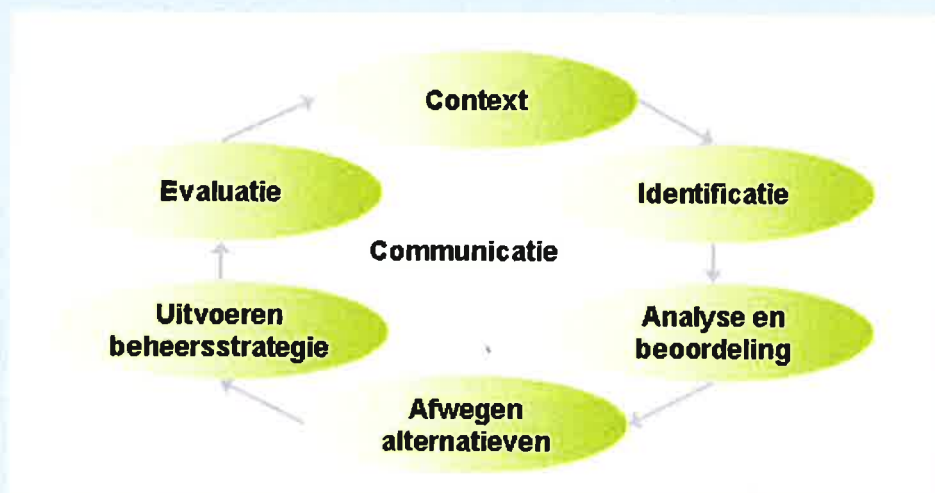 Context
Identificatie
Analyse en
beoordeling
Afwegen
alternatieven
Uitvoeren
beheersstrategie
Evaluatie
Communicatie